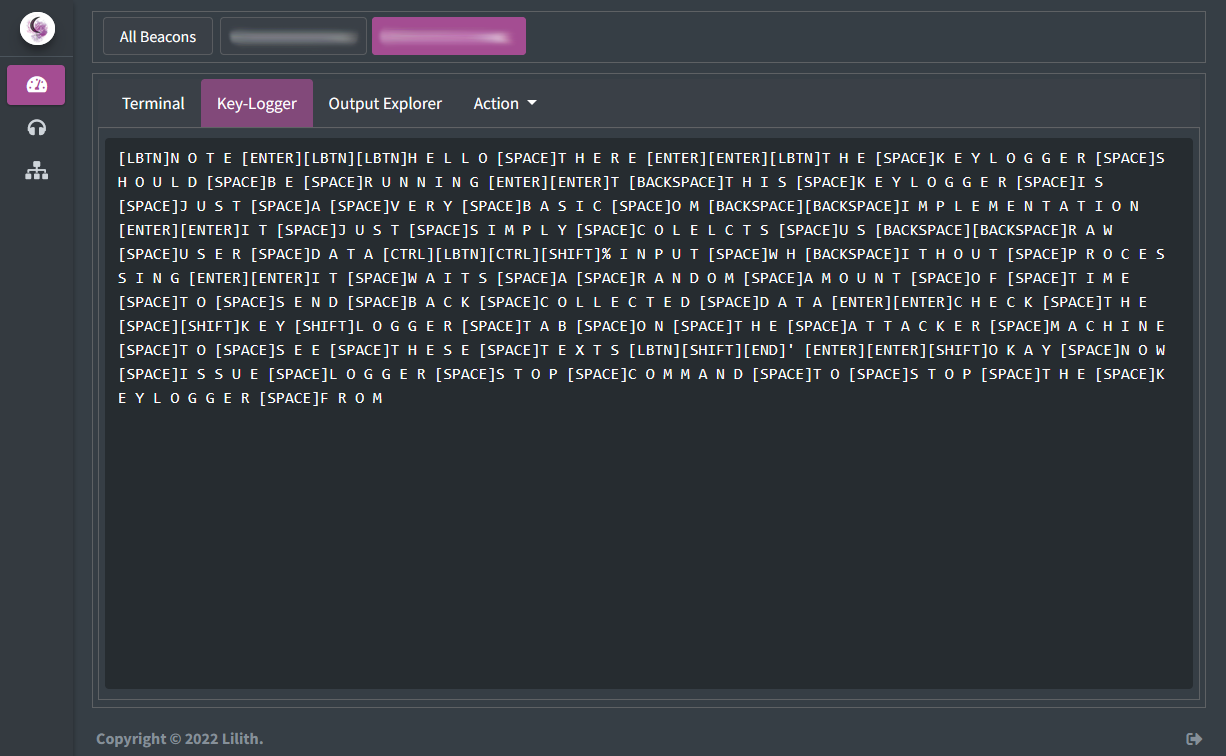 All Beacons
Terminal Key-Logger Output Explorer Action
[LBTN]N O T E [ENTER][LBTN][LBTN]H E L L O [SPACE]T H E R E [ENTER][ENTER][LBTN]T H E [SPACE]K E Y L O G G E R [SPACE]S
H O U L D [SPACE]B E [SPACE]R U N N I N G [ENTER][ENTER]T [BACKSPACE]T H I S [SPACE]K E Y L O G G E R [SPACE]I S
[SPACE]J U S T [SPACE]A [SPACE]V E R Y [SPACE]B A S I C [SPACE]O M [BACKSPACE][BACKSPACE]I M P L E M E N T A T I O N
[ENTER][ENTER]I T [SPACE]J U S T [SPACE]S I M P L Y [SPACE]C O L E L C T S [SPACE]U S [BACKSPACE][BACKSPACE]R A W
[SPACE]U S E R [SPACE]D A T A [CTRL][LBTN][CTRL][SHIFT]% I N P U T [SPACE]W H [BACKSPACE]I T H O U T [SPACE]P R O C E S
S I N G [ENTER][ENTER]I T [SPACE]W A I T S [SPACE]A [SPACE]R A N D O M [SPACE]A M O U N T [SPACE]O F [SPACE]T I M E
[SPACE]T O [SPACE]S E N D [SPACE]B A C K [SPACE]C O L L E C T E D [SPACE]D A T A [ENTER][ENTER]C H E C K [SPACE]T H E
[SPACE][SHIFT]K E Y [SHIFT]L O G G E R [SPACE]T A B [SPACE]O N [SPACE]T H E [SPACE]A T T A C K E R [SPACE]M A C H I N E
[SPACE]T O [SPACE]S E E [SPACE]T H E S E [SPACE]T E X T S [LBTN][SHIFT][END]' [ENTER][ENTER][SHIFT]O K A Y [SPACE]N O W
[SPACE]I S S U E [SPACE]L O G G E R [SPACE]S T O P [SPACE]C O M M A N D [SPACE]T O [SPACE]S T O P [SPACE]T H E [SPACE]K
E Y L O G G E R [SPACE]F R O M
Copyright © 2022 Lilith.